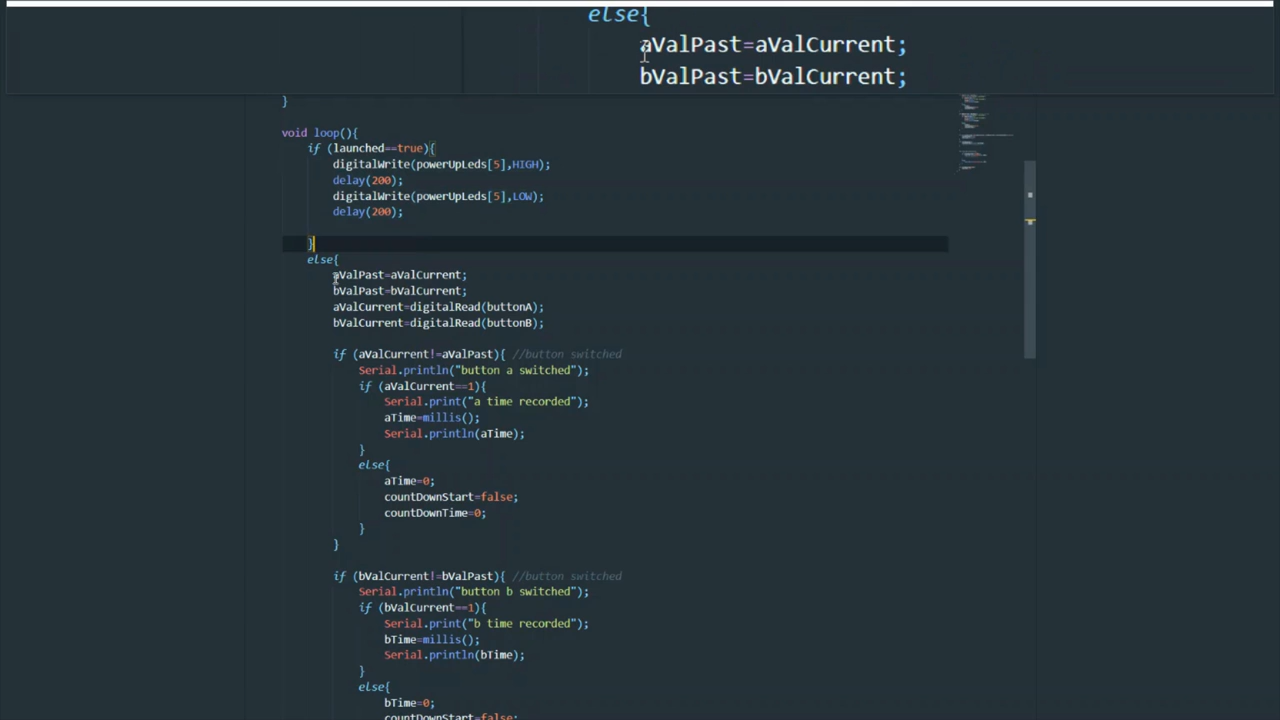 else{
aValPast=aValCurrent;
bValPast=bValCurrent;
}
void loop(){
if (launched==true){
digitalWrite(powerUpLeds[5],HIGH);
delay(200);
digitalWrite(powerUpLeds[5],LOW);
delay(200);
}
else{
aValPast=aValCurrent;
bValPast=bValCurrent;
aValCurrent=digitalRead(buttonA);
bValCurrent=digitalRead(buttonB);
if (aValCurrent!=aValPast){ //button switched
Serial.println("button a switched");
if (aValCurrent==1){
Serial.print("a time recorded");
aTime=millis();
Serial.println(aTime);
}
else{
aTime=0;
countDownStart=false;
countDownTime=0;
}
}
if (bValCurrent!=bValPast){ //button switched
Serial.println("button b switched");
if (bValCurrent==1){
Serial.print("b time recorded");
bTime=millis();
Serial.println(bTime);
}
else{
bTime=0;
countDownStart=false;